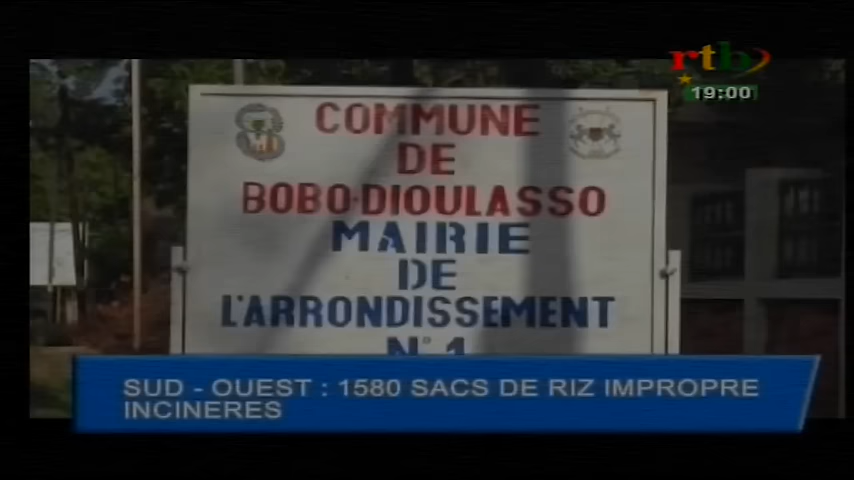 rtb
19:00
COMMUNE
DE
BOBO-DIOULASSO
MAIRIE
DE
L'ARRONDISSEMENT
N° 1
SUD - OUEST : 1580 SACS DE RIZ IMPROPRE
INCINERES